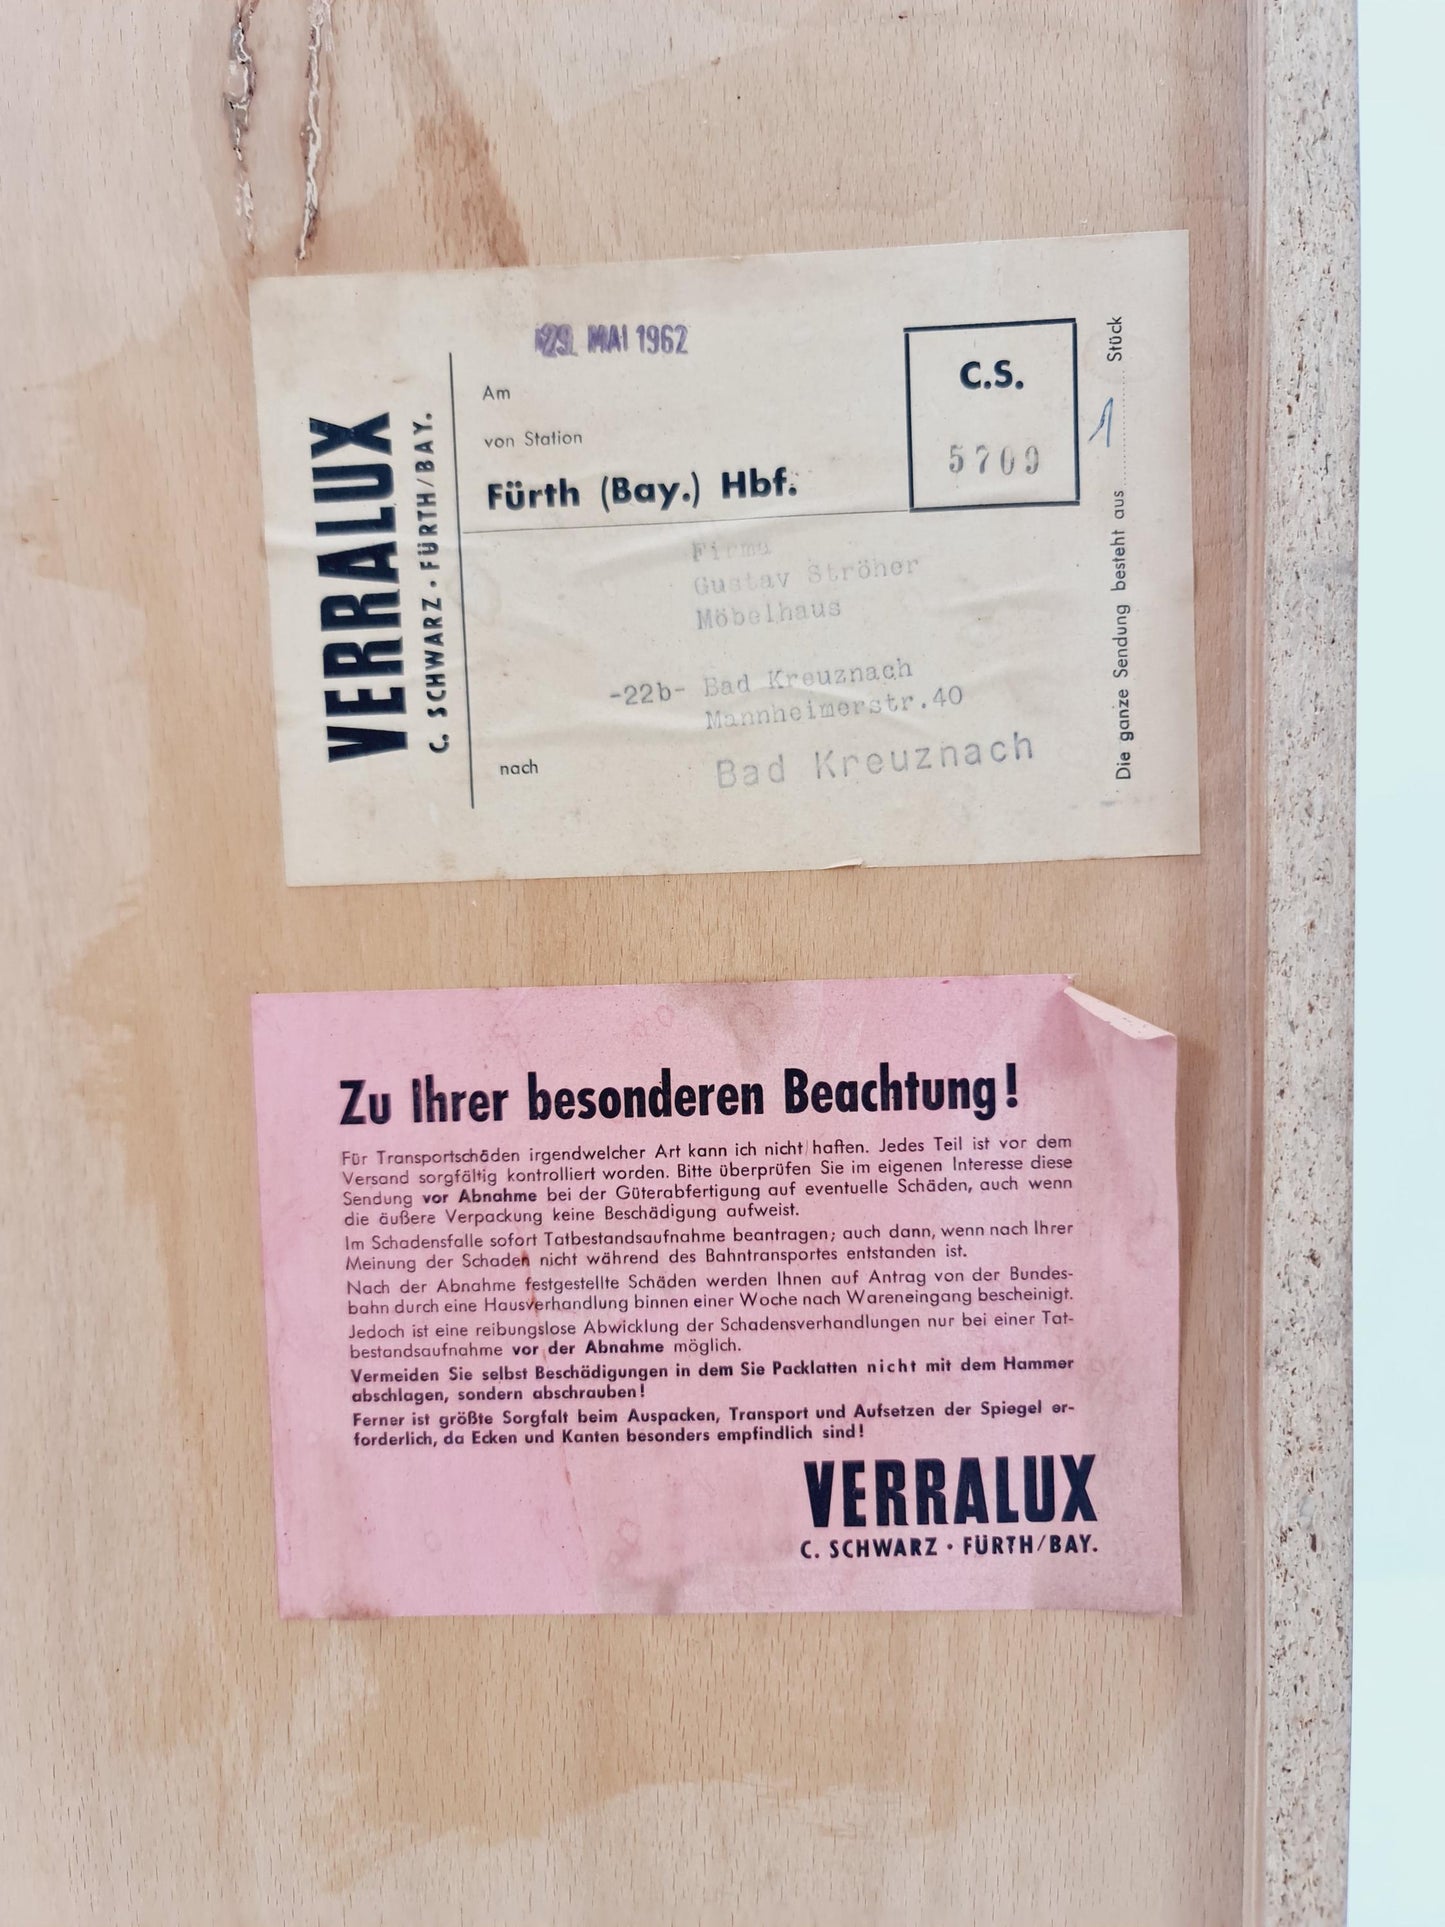 VERRALUX
C. SCHWARZ · FÜRTH/BAY.
29. MAI 1962
Am
von Station
Fürth (Bay.) Hbf.
C.S.
5709
Firma
Gustav Ströher
Möbelhaus
-22b- Bad Kreuznach
Mannheimerstr.40
nach
Bad Kreuznach
Die ganze Sendung besteht aus 1 Stück
Zu Ihrer besonderen Beachtung!
Für Transportschäden irgendwelcher Art kann ich nicht haften. Jedes Teil ist vor dem
Versand sorgfältig kontrolliert worden. Bitte überprüfen Sie im eigenen Interesse diese
Sendung vor Abnahme bei der Güterabfertigung auf eventuelle Schäden, auch wenn
die äußere Verpackung keine Beschädigung aufweist.
Im Schadensfalle sofort Tatbestandsaufnahme beantragen; auch dann, wenn nach Ihrer
Meinung der Schaden nicht während des Bahntransportes entstanden ist.
Nach der Abnahme festgestellte Schäden werden Ihnen auf Antrag von der Bundes-
bahn durch eine Hausverhandlung binnen einer Woche nach Wareneingang bescheinigt.
Jedoch ist eine reibungslose Abwicklung der Schadensverhandlungen nur bei einer Tat-
bestandsaufnahme vor der Abnahme möglich.
Vermeiden Sie selbst Beschädigungen in dem Sie Packlatten nicht mit dem Hammer
abschlagen, sondern abschrauben!
Ferner ist größte Sorgfalt beim Auspacken, Transport und Aufsetzen der Spiegel er-
forderlich, da Ecken und Kanten besonders empfindlich sind!
VERRALUX
C. SCHWARZ · FÜRTH/BAY.